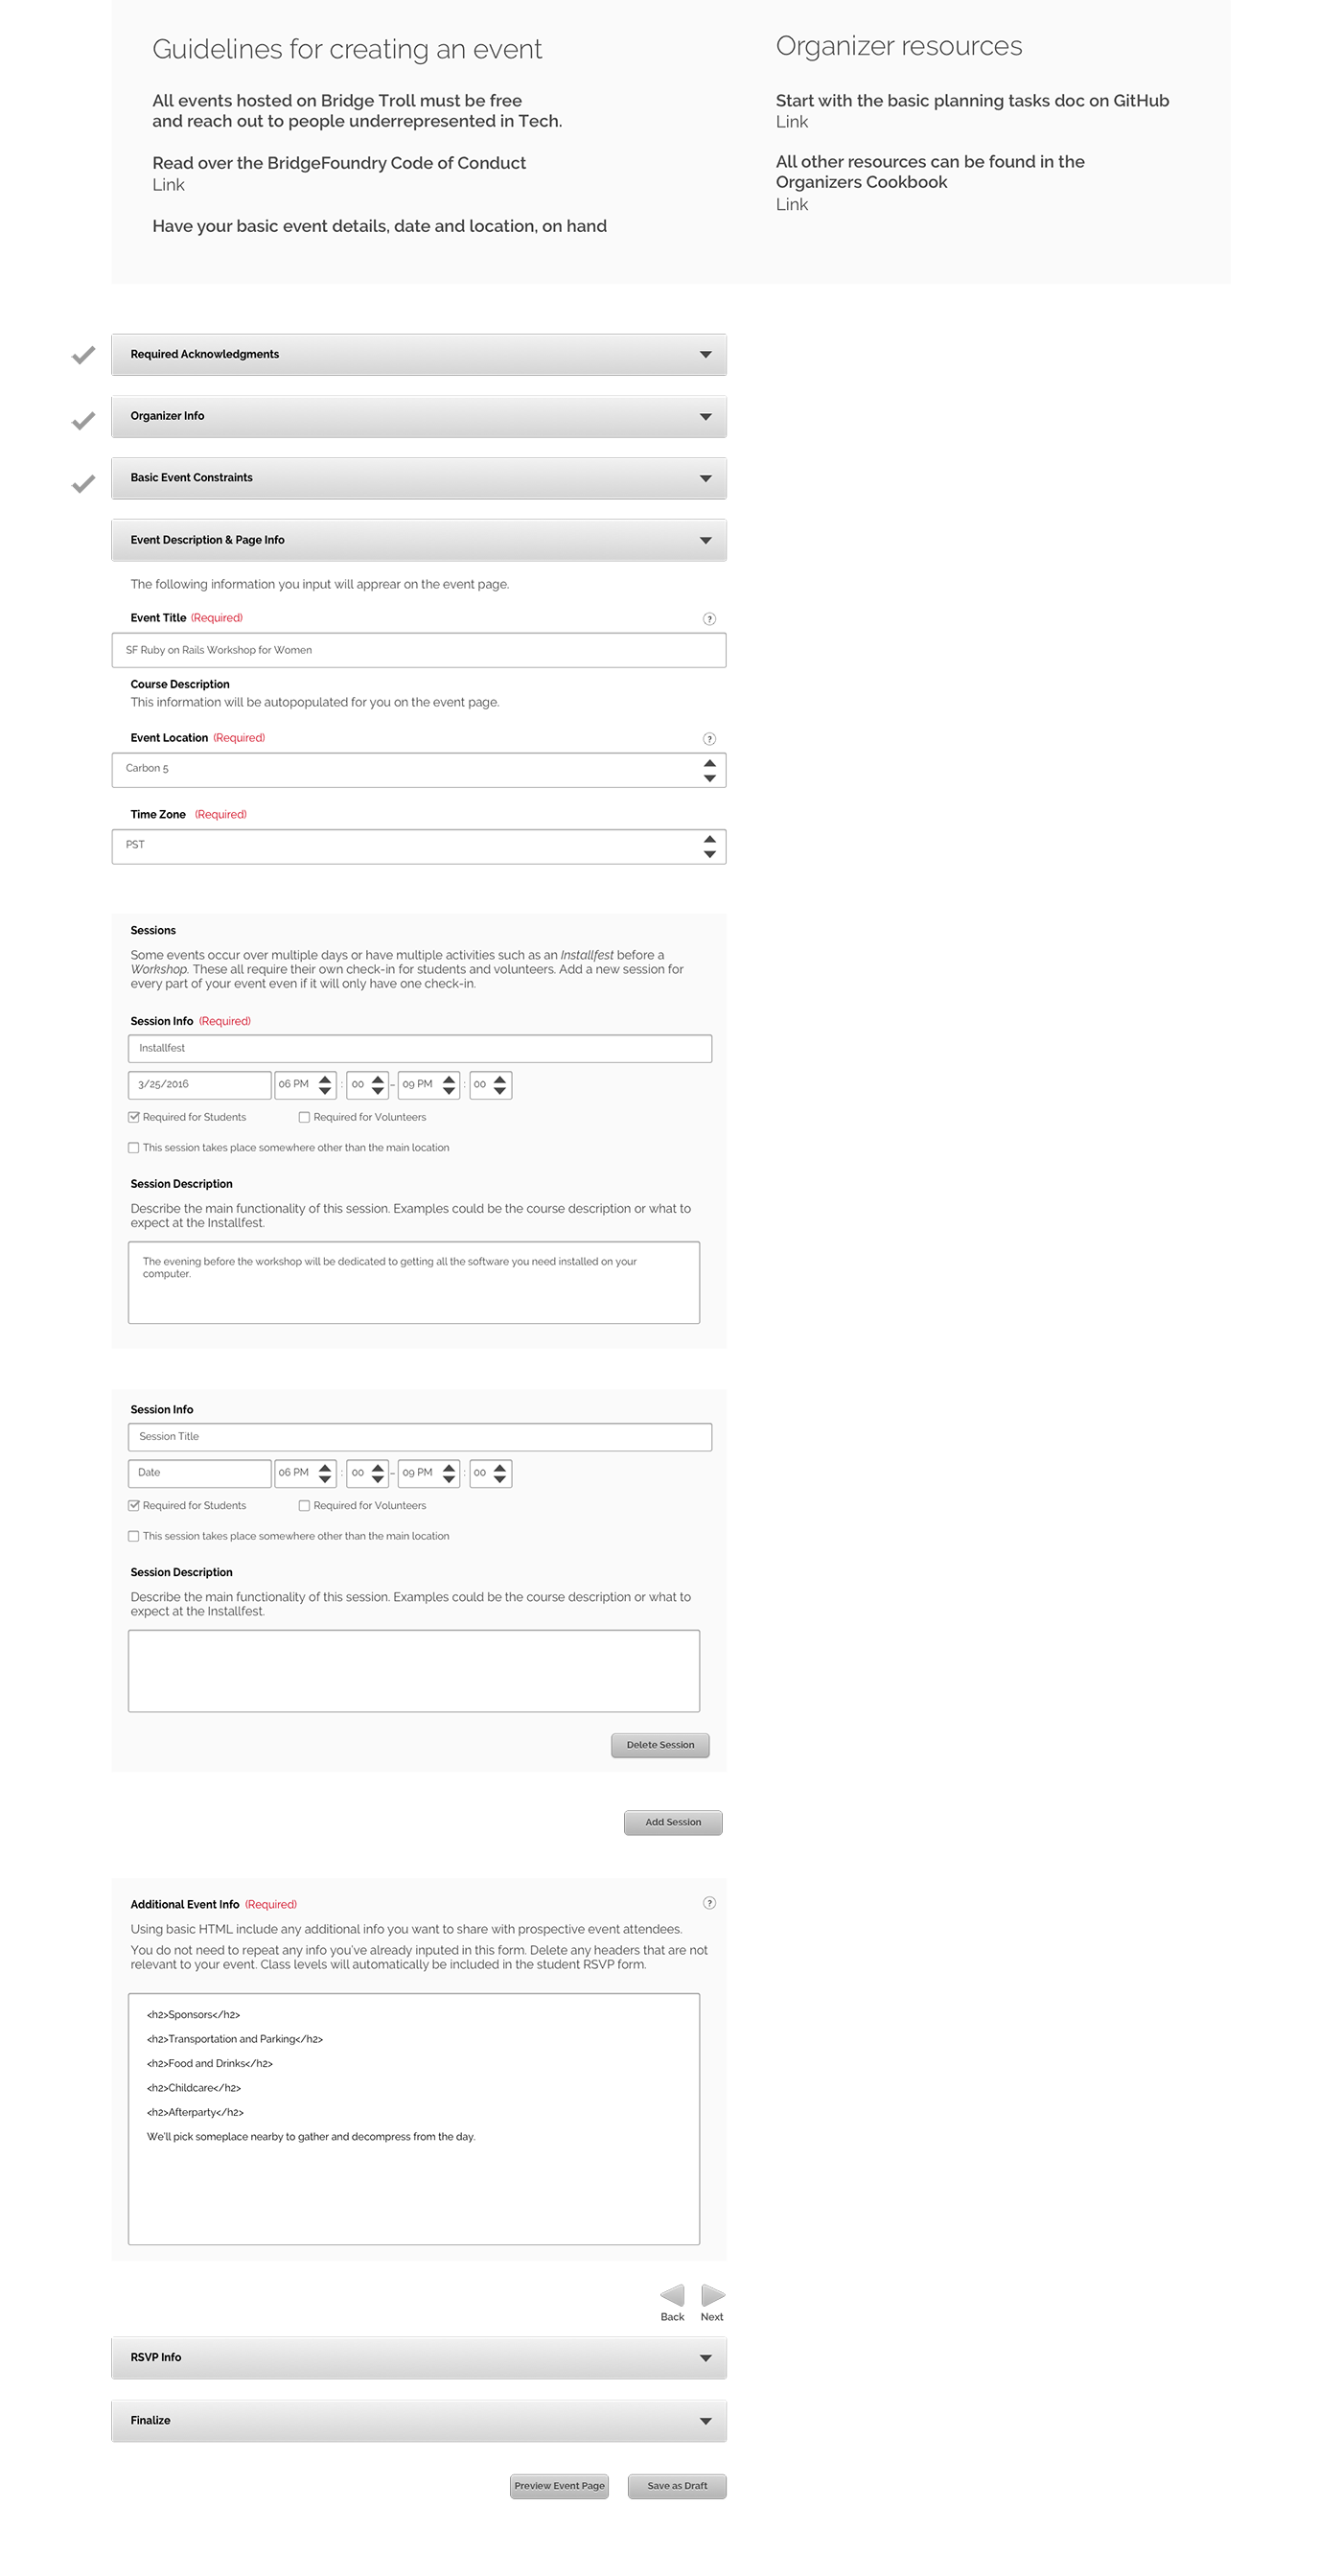 Guidelines for creating an event
All events hosted on Bridge Troll must be free
and reach out to people underrepresented in Tech.
Read over the BridgeFoundry Code of Conduct
Link
Have your basic event details, date and location, on hand
Organizer resources
Start with the basic planning tasks doc on GitHub
Link
All other resources can be found in the
Organizers Cookbook
Link
Required Acknowledgments
Organizer Info
Basic Event Constraints
Event Description & Page Info
The following information you input will apprear on the event page.
Event Title (Required) ?
SF Ruby on Rails Workshop for Women
Course Description
This information will be autopopulated for you on the event page.
Event Location (Required) ?
Carbon 5
Time Zone (Required)
PST
Sessions
Some events occur over multiple days or have multiple activities such as an Installfest before a
Workshop. These all require their own check-in for students and volunteers. Add a new session for
every part of your event even if it will only have one check-in.
Session Info (Required)
Installfest
3/25/2016 06 PM : 00 – 09 PM : 00
Required for Students Required for Volunteers
This session takes place somewhere other than the main location
Session Description
Describe the main functionality of this session. Examples could be the course description or what to
expect at the Installfest.
The evening before the workshop will be dedicated to getting all the software you need installed on your
computer.
Session Info
Session Title
Date 06 PM : 00 – 09 PM : 00
Required for Students Required for Volunteers
This session takes place somewhere other than the main location
Session Description
Describe the main functionality of this session. Examples could be the course description or what to
expect at the Installfest.
Delete Session
Add Session
Additional Event Info (Required) ?
Using basic HTML include any additional info you want to share with prospective event attendees.
You do not need to repeat any info you've already inputed in this form. Delete any headers that are not
relevant to your event. Class levels will automatically be included in the student RSVP form.
<h2>Sponsors</h2>
<h2>Transportation and Parking</h2>
<h2>Food and Drinks</h2>
<h2>Childcare</h2>
<h2>Afterparty</h2>
We'll pick someplace nearby to gather and decompress from the day.
Back Next
RSVP Info
Finalize
Preview Event Page Save as Draft